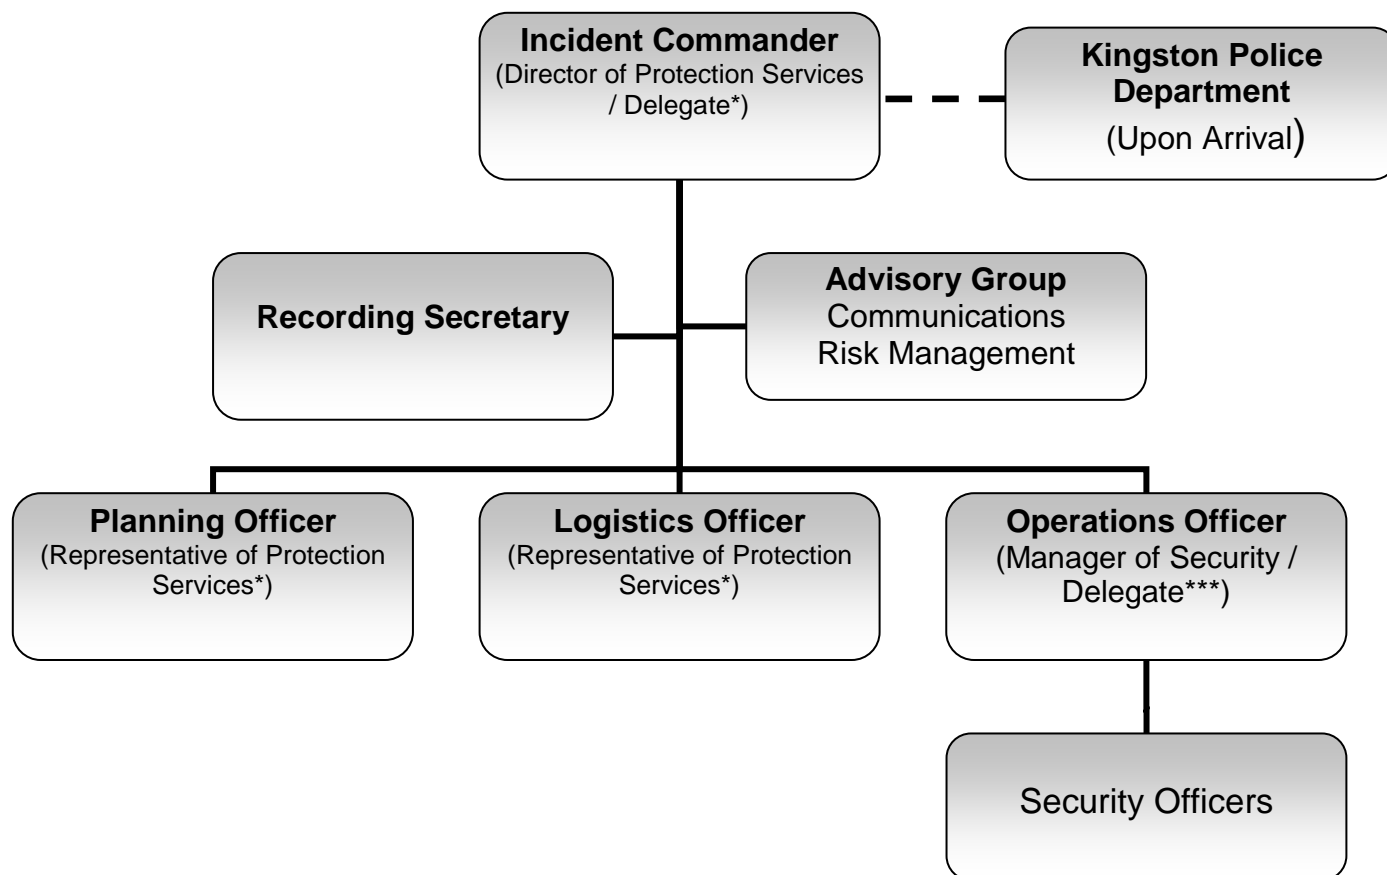 Incident Commander
(Director of Protection Services
/ Delegate*)
Kingston Police
Department
(Upon Arrival)
Recording Secretary
Advisory Group
Communications
Risk Management
Planning Officer
(Representative of Protection
Services*)
Logistics Officer
(Representative of Protection
Services*)
Operations Officer
(Manager of Security /
Delegate***)
Security Officers